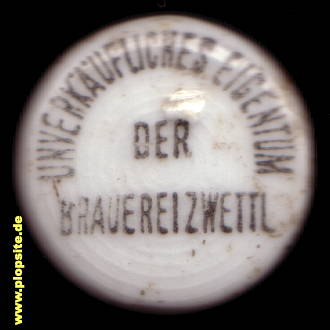 UNVERKÄUFLICHES EIGENTUM
DER
BRAUEREI ZWETTL
www.plopsite.de